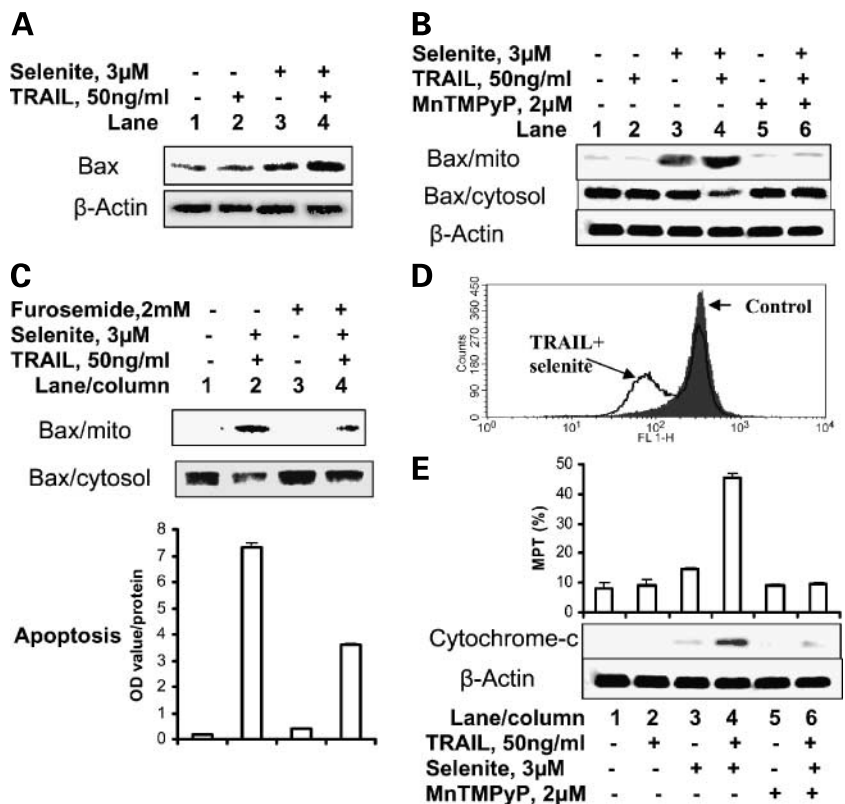 A
Selenite, 3μM - - + +
TRAIL, 50ng/ml - + - +
Lane 1 2 3 4
Bax
β-Actin
B
Selenite, 3μM - - + + - +
TRAIL, 50ng/ml - + - + - +
MnTMPyP, 2μM - - - - + +
Lane 1 2 3 4 5 6
Bax/mito
Bax/cytosol
β-Actin
C
Furosemide,2mM - - + +
Selenite, 3μM - + - +
TRAIL, 50ng/ml - + - +
Lane/column 1 2 3 4
Bax/mito
Bax/cytosol
Apoptosis
OD value/protein
8
7
6
5
4
3
2
1
0
D
Counts
450
360
270
180
90
0
Control
TRAIL+
selenite
10⁰ 10¹ 10² 10³ 10⁴
FL 1-H
E
MPT (%)
50
40
30
20
10
0
Cytochrome-c
β-Actin
Lane/column 1 2 3 4 5 6
TRAIL, 50ng/ml - + - + - +
Selenite, 3μM - - + + - +
MnTMPyP, 2μM - - - - + +